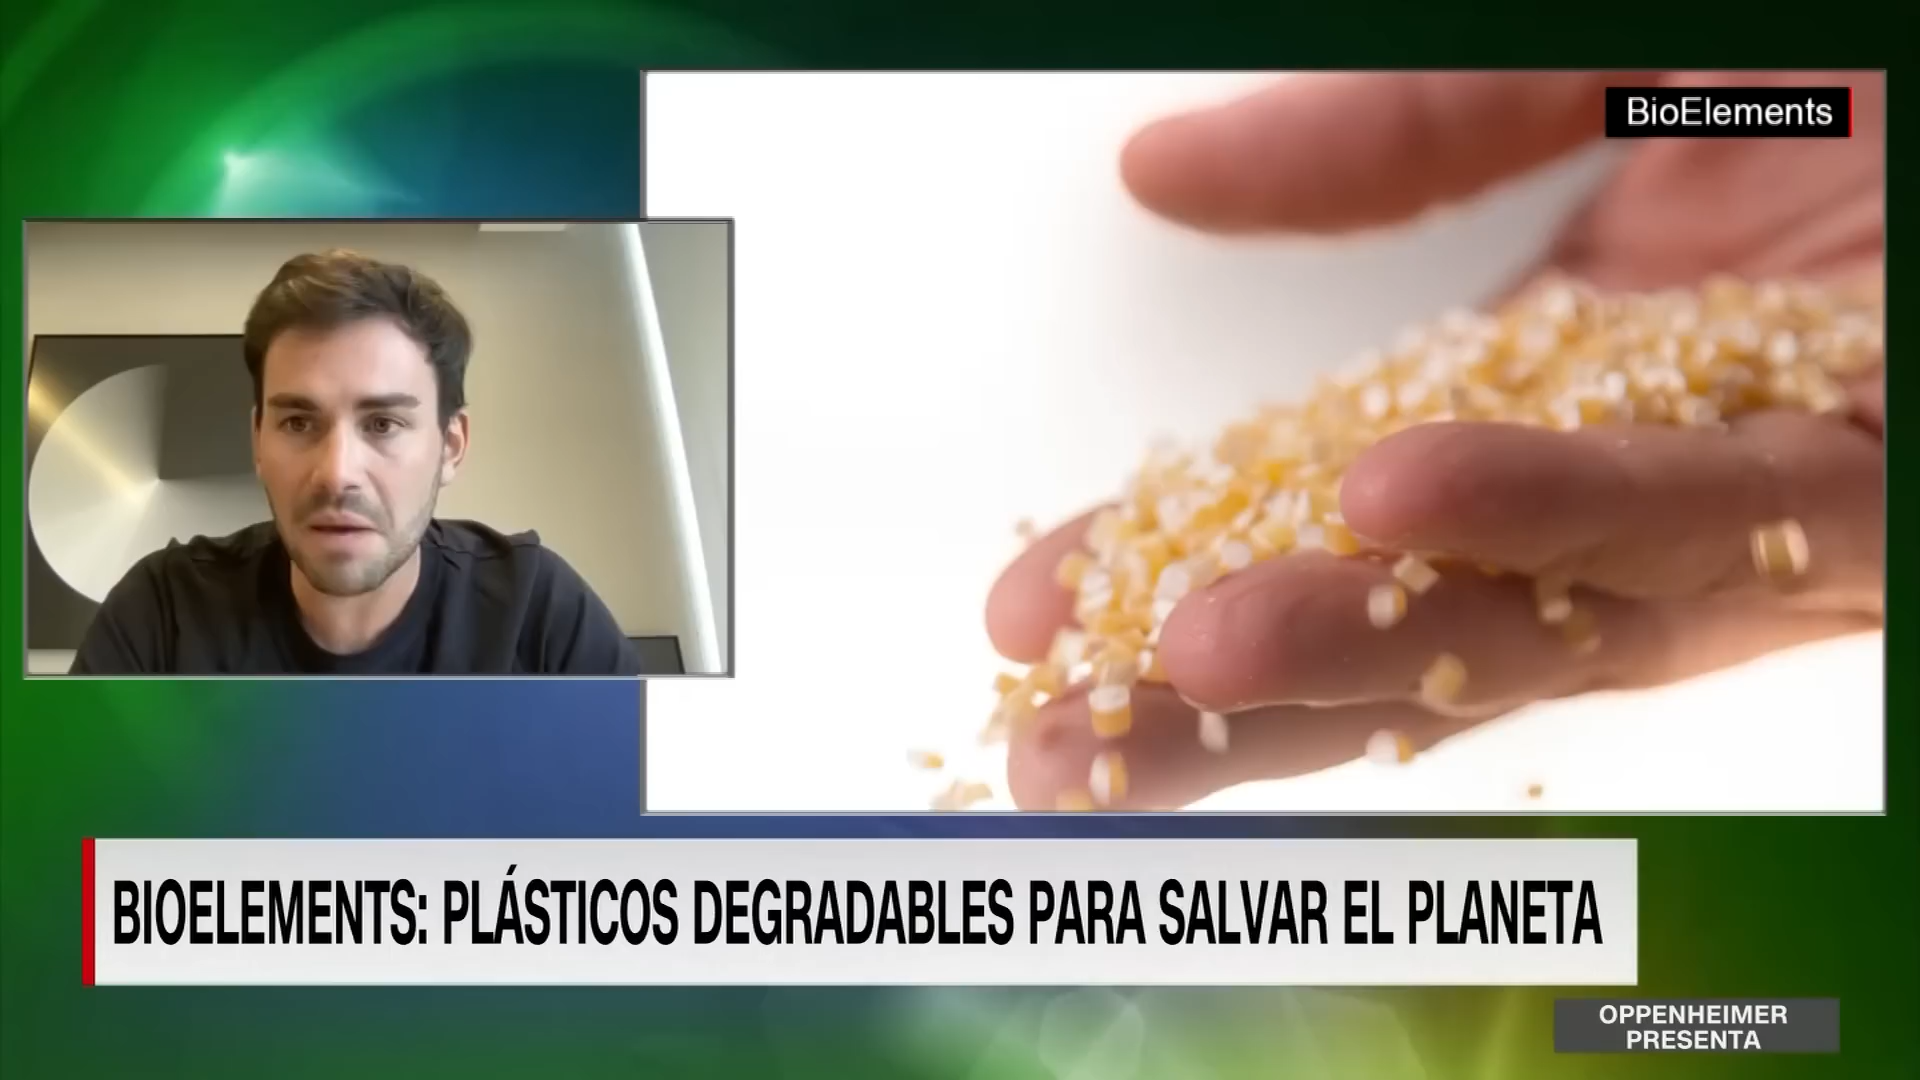 BioElements
BIOELEMENTS: PLÁSTICOS DEGRADABLES PARA SALVAR EL PLANETA
OPPENHEIMER
PRESENTA